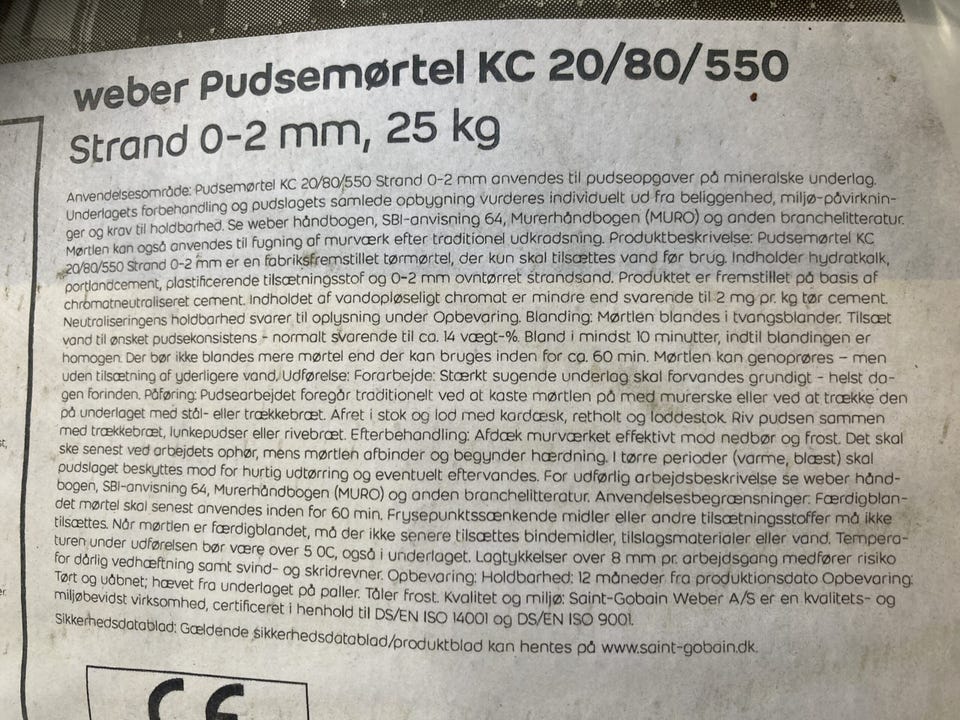 weber Pudsemørtel KC 20/80/550
Strand 0-2 mm, 25 kg
Anvendelsesområde: Pudsemørtel KC 20/80/550 Strand 0-2 mm anvendes til pudseopgaver på mineralske underlag.
Underlagets forbehandling og pudslagets samlede opbygning vurderes individuelt ud fra beliggenhed, miljø-påvirknin-
ger og krav til holdbarhed. Se weber håndbogen, SBI-anvisning 64, Murerhåndbogen (MURO) og anden branchelitteratur.
Mørtlen kan også anvendes til fugning af murværk efter traditionel udkradsning. Produktbeskrivelse: Pudsemørtel KC
20/80/550 Strand 0-2 mm er en fabriksfremstillet tørmørtel, der kun skal tilsættes vand før brug. Indholder hydratkalk,
portlandcement, plastificerende tilsætningsstof og 0-2 mm ovntørret strandsand. Produktet er fremstillet på basis af
chromatneutraliseret cement. Indholdet af vandopløseligt chromat er mindre end svarende til 2 mg pr. kg tør cement.
Neutraliseringens holdbarhed svarer til oplysning under Opbevaring. Blanding: Mørtlen blandes i tvangsblander. Tilsæt
vand til ønsket pudsekonsistens - normalt svarende til ca. 14 vægt-%. Bland i mindst 10 minutter, indtil blandingen er
homogen. Der bør ikke blandes mere mørtel end der kan bruges inden for ca. 60 min. Mørtlen kan genoprøres – men
uden tilsætning af yderligere vand. Udførelse: Forarbejde: Stærkt sugende underlag skal forvandes grundigt - helst da-
gen forinden. Påføring: Pudsearbejdet foregår traditionelt ved at kaste mørtlen på med murerske eller ved at trække den
på underlaget med stål- eller trækkebræt. Afret i stok og lod med kardæsk, retholt og loddestok. Riv pudsen sammen
med trækkebræt, lunkepudser eller rivebræt. Efterbehandling: Afdæk murværket effektivt mod nedbør og frost. Det skal
ske senest ved arbejdets ophør, mens mørtlen afbinder og begynder hærdning. I tørre perioder (varme, blæst) skal
pudslaget beskyttes mod for hurtig udtørring og eventuelt eftervandes. For udførlig arbejdsbeskrivelse se weber hånd-
bogen, SBI-anvisning 64, Murerhåndbogen (MURO) og anden branchelitteratur. Anvendelsesbegrænsninger: Færdigblan-
det mørtel skal senest anvendes inden for 60 min. Frysepunktssænkende midler eller andre tilsætningsstoffer må ikke
tilsættes. Når mørtlen er færdigblandet, må der ikke senere tilsættes bindemidler, tilslagsmaterialer eller vand. Tempera-
turen under udførelsen bør være over 5 0C, også i underlaget. Lagtykkelser over 8 mm pr. arbejdsgang medfører risiko
for dårlig vedhæftning samt svind- og skridrevner. Opbevaring: Holdbarhed: 12 måneder fra produktionsdato Opbevaring:
Tørt og uåbnet; hævet fra underlaget på paller. Tåler frost. Kvalitet og miljø: Saint-Gobain Weber A/S er en kvalitets- og
miljøbevidst virksomhed, certificeret i henhold til DS/EN ISO 14001 og DS/EN ISO 9001.
Sikkerhedsdatablad: Gældende sikkerhedsdatablad/produktblad kan hentes på www.saint-gobain.dk.
CE